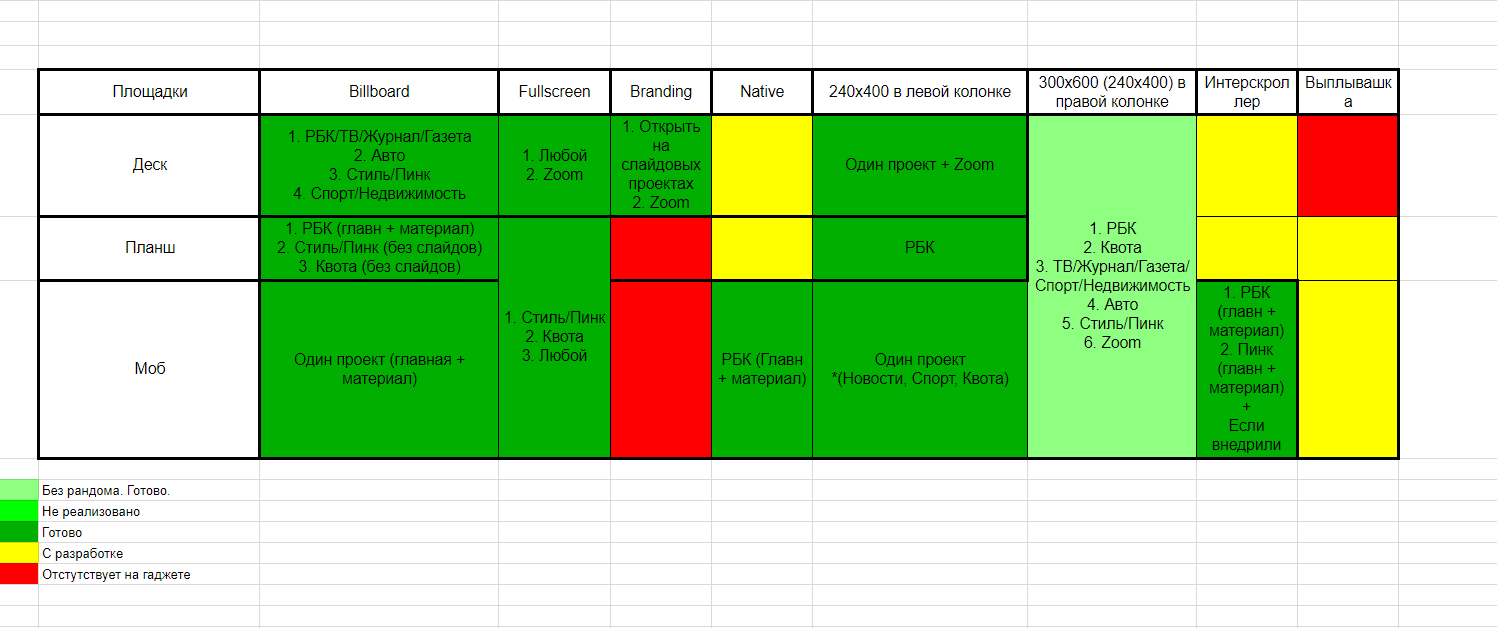 Площадки
Billboard
Fullscreen
Branding
Native
240x400 в левой колонке
300x600 (240x400) в
правой колонке
Интерскрол
лер
Выплывашк
а
Деск
1. РБК/ТВ/Журнал/Газета
2. Авто
3. Стиль/Пинк
4. Спорт/Недвижимость
1. Любой
2. Zoom
1. Открыть
на
слайдовых
проектах
2. Zoom
Один проект + Zoom
Планш
1. РБК (главн + материал)
2. Стиль/Пинк (без слайдов)
3. Квота (без слайдов)
1. Стиль/Пинк
2. Квота
3. Любой
РБК
1. РБК
2. Квота
3. ТВ/Журнал/Газета/
Спорт/Недвижимость
4. Авто
5. Стиль/Пинк
6. Zoom
Моб
Один проект (главная +
материал)
РБК (Главн
+ материал)
Один проект
*(Новости, Спорт, Квота)
1. РБК
(главн +
материал)
2. Пинк
(главн +
материал)
+
Если
внедрили
Без рандома. Готово.
Не реализовано
Готово
С разработке
Отстутствует на гаджете